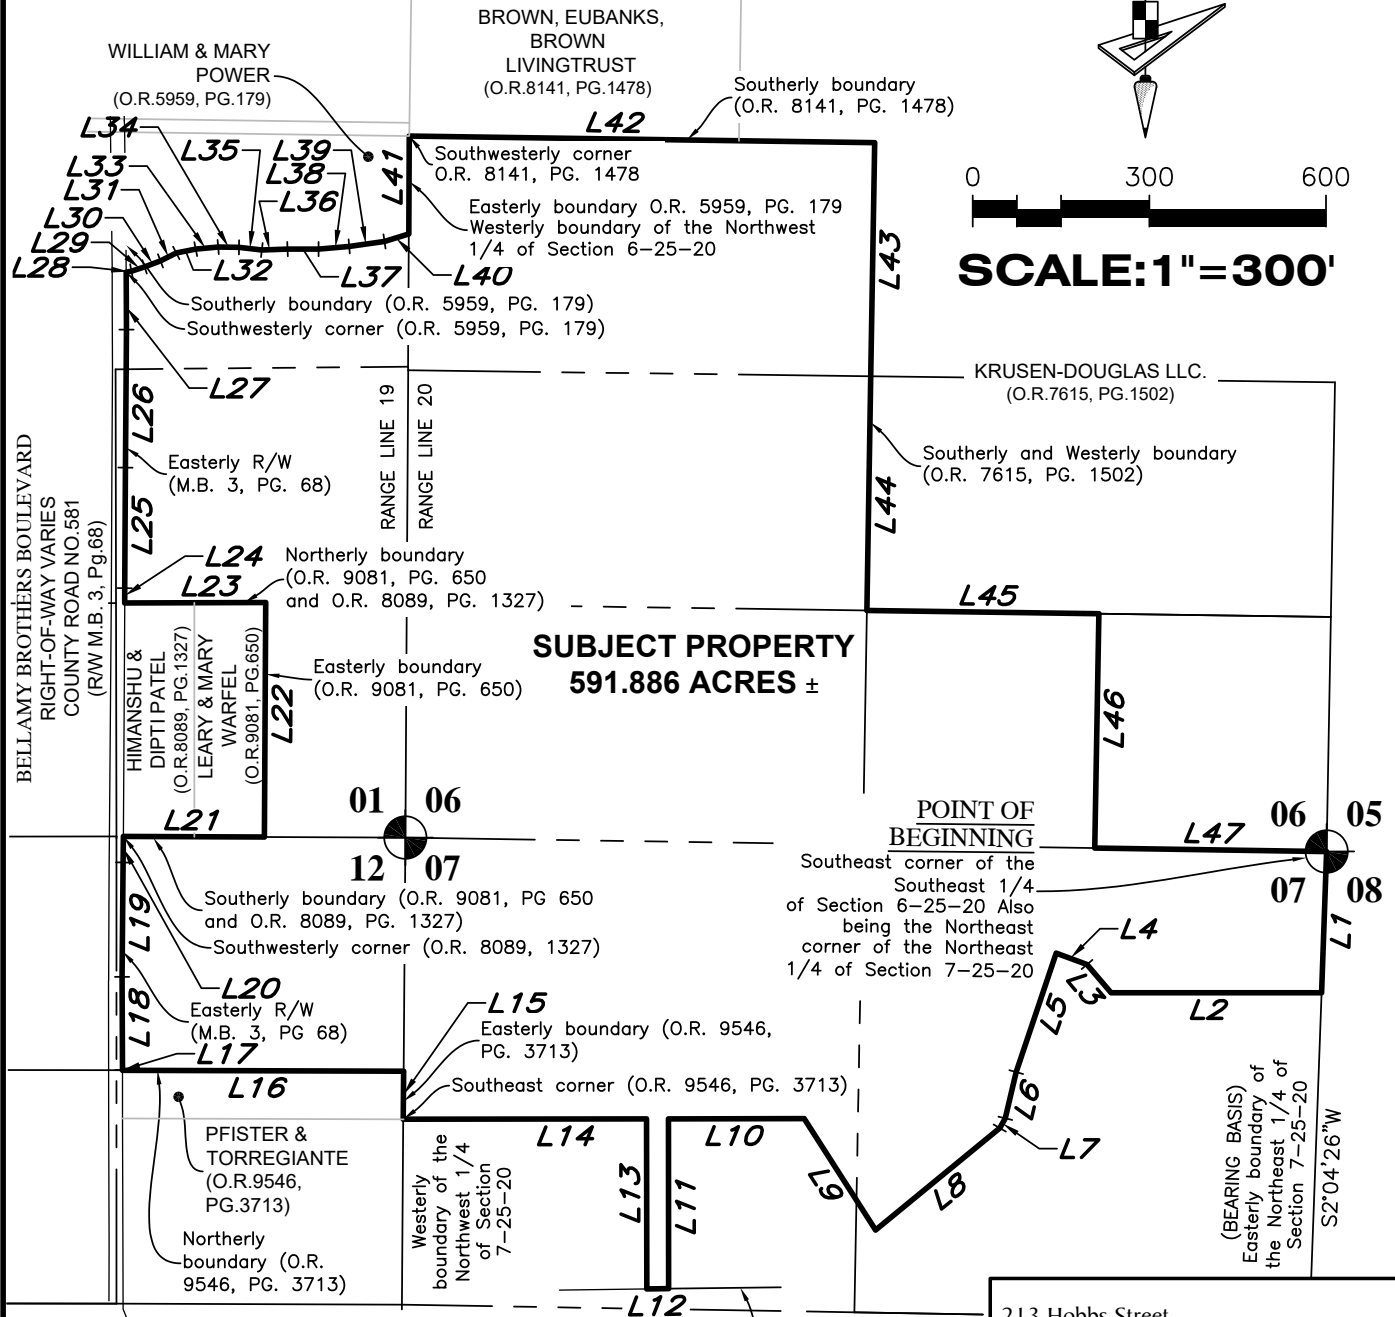 BROWN, EUBANKS,
BROWN
LIVINGTRUST
(O.R.8141, PG.1478)
WILLIAM & MARY
POWER
(O.R.5959, PG.179)
Southerly boundary
(O.R. 8141, PG. 1478)
L42
L34
L35
L39
L41
L33
L38
L31
L36
L30
L29
L28
L32
L37
L40
Southwesterly corner
O.R. 8141, PG. 1478
Easterly boundary O.R. 5959, PG. 179
Westerly boundary of the Northwest
1/4 of Section 6-25-20
0 300 600
SCALE:1"=300'
L43
Southerly boundary (O.R. 5959, PG. 179)
Southwesterly corner (O.R. 5959, PG. 179)
L27
L26
RANGE LINE 19
RANGE LINE 20
KRUSEN-DOUGLAS LLC.
(O.R.7615, PG.1502)
Southerly and Westerly boundary
(O.R. 7615, PG. 1502)
Easterly R/W
(M.B. 3, PG. 68)
BELLAMY BROTHERS BOULEVARD
RIGHT-OF-WAY VARIES
COUNTY ROAD NO.581
(R/W M.B. 3, Pg.68)
L25
L44
L24
L23
Northerly boundary
(O.R. 9081, PG. 650
and O.R. 8089, PG. 1327)
L45
SUBJECT PROPERTY
591.886 ACRES ±
HIMANSHU &
DIPTI PATEL
(O.R.8089, PG.1327)
LEARY & MARY
WARFEL
(O.R.9081, PG.650)
Easterly boundary
(O.R. 9081, PG. 650)
L22
L46
L21
01 06
12 07
POINT OF
BEGINNING
Southeast corner of the
Southeast 1/4
of Section 6-25-20 Also
being the Northeast
corner of the Northeast
1/4 of Section 7-25-20
L47
06 05
07 08
Southerly boundary (O.R. 9081, PG 650
and O.R. 8089, PG. 1327)
Southwesterly corner (O.R. 8089, 1327)
L19
L20
L18
Easterly R/W
(M.B. 3, PG 68)
L17
L16
L15
Easterly boundary (O.R. 9546,
PG. 3713)
Southeast corner (O.R. 9546, PG. 3713)
L4
L3
L5
L2
L1
L6
L7
L8
L9
L10
L11
L12
L13
L14
PFISTER &
TORREGIANTE
(O.R.9546,
PG.3713)
Northerly
boundary (O.R.
9546, PG. 3713)
Westerly
boundary of the
Northwest 1/4
of Section
7-25-20
(BEARING BASIS)
Easterly boundary of
the Northeast 1/4 of
Section 7-25-20
S2°04'26"W
213 Hobbs Street